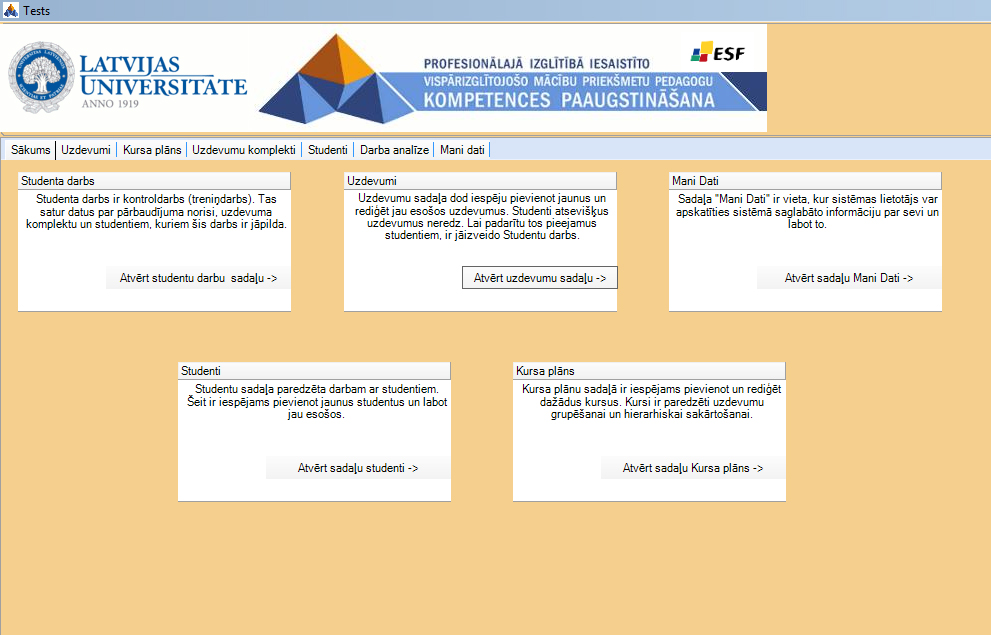 Tests
LATVIJAS
UNIVERSITATE
ANNO 1919
PROFESIONĀLAJĀ IZGLĪTĪBĀ IESAISTĪTO
VISPĀRIZGLĪTOJOŠO MĀCĪBU PRIEKŠMETU PEDAGOGU
KOMPETENCES PAAUGSTINĀŠANA
ESF
Sākums
Uzdevumi
Kursa plāns
Uzdevumu komplekti
Studenti
Darba analīze
Mani dati
Studenta darbs
Studenta darbs ir kontroldarbs (treniņdarbs). Tas
satur datus par pārbaudījuma norisi, uzdevuma
komplektu un studentiem, kuriem šis darbs ir jāpilda.
Atvērt studentu darbu sadaļu ->
Uzdevumi
Uzdevumu sadaļa dod iespēju pievienot jaunus un
rediģēt jau esošos uzdevumus. Studenti atsevišķus
uzdevumus neredz. Lai padarītu tos pieejamus
studentiem, ir jāizveido Studentu darbs.
Atvērt uzdevumu sadaļu ->
Mani Dati
Sadaļa "Mani Dati" ir vieta, kur sistēmas lietotājs var
apskatīties sistēmā saglabāto informāciju par sevi un
labot to.
Atvērt sadaļu Mani Dati ->
Studenti
Studentu sadaļa paredzēta darbam ar studentiem.
Šeit ir iespējams pievienot jaunus studentus un labot
jau esošos.
Atvērt sadaļu studenti ->
Kursa plāns
Kursa plānu sadaļā ir iespējams pievienot un rediģēt
dažādus kursus. Kursi ir paredzēti uzdevumu
grupēšanai un hierarhiskai sakārtošanai.
Atvērt sadaļu Kursa plāns ->